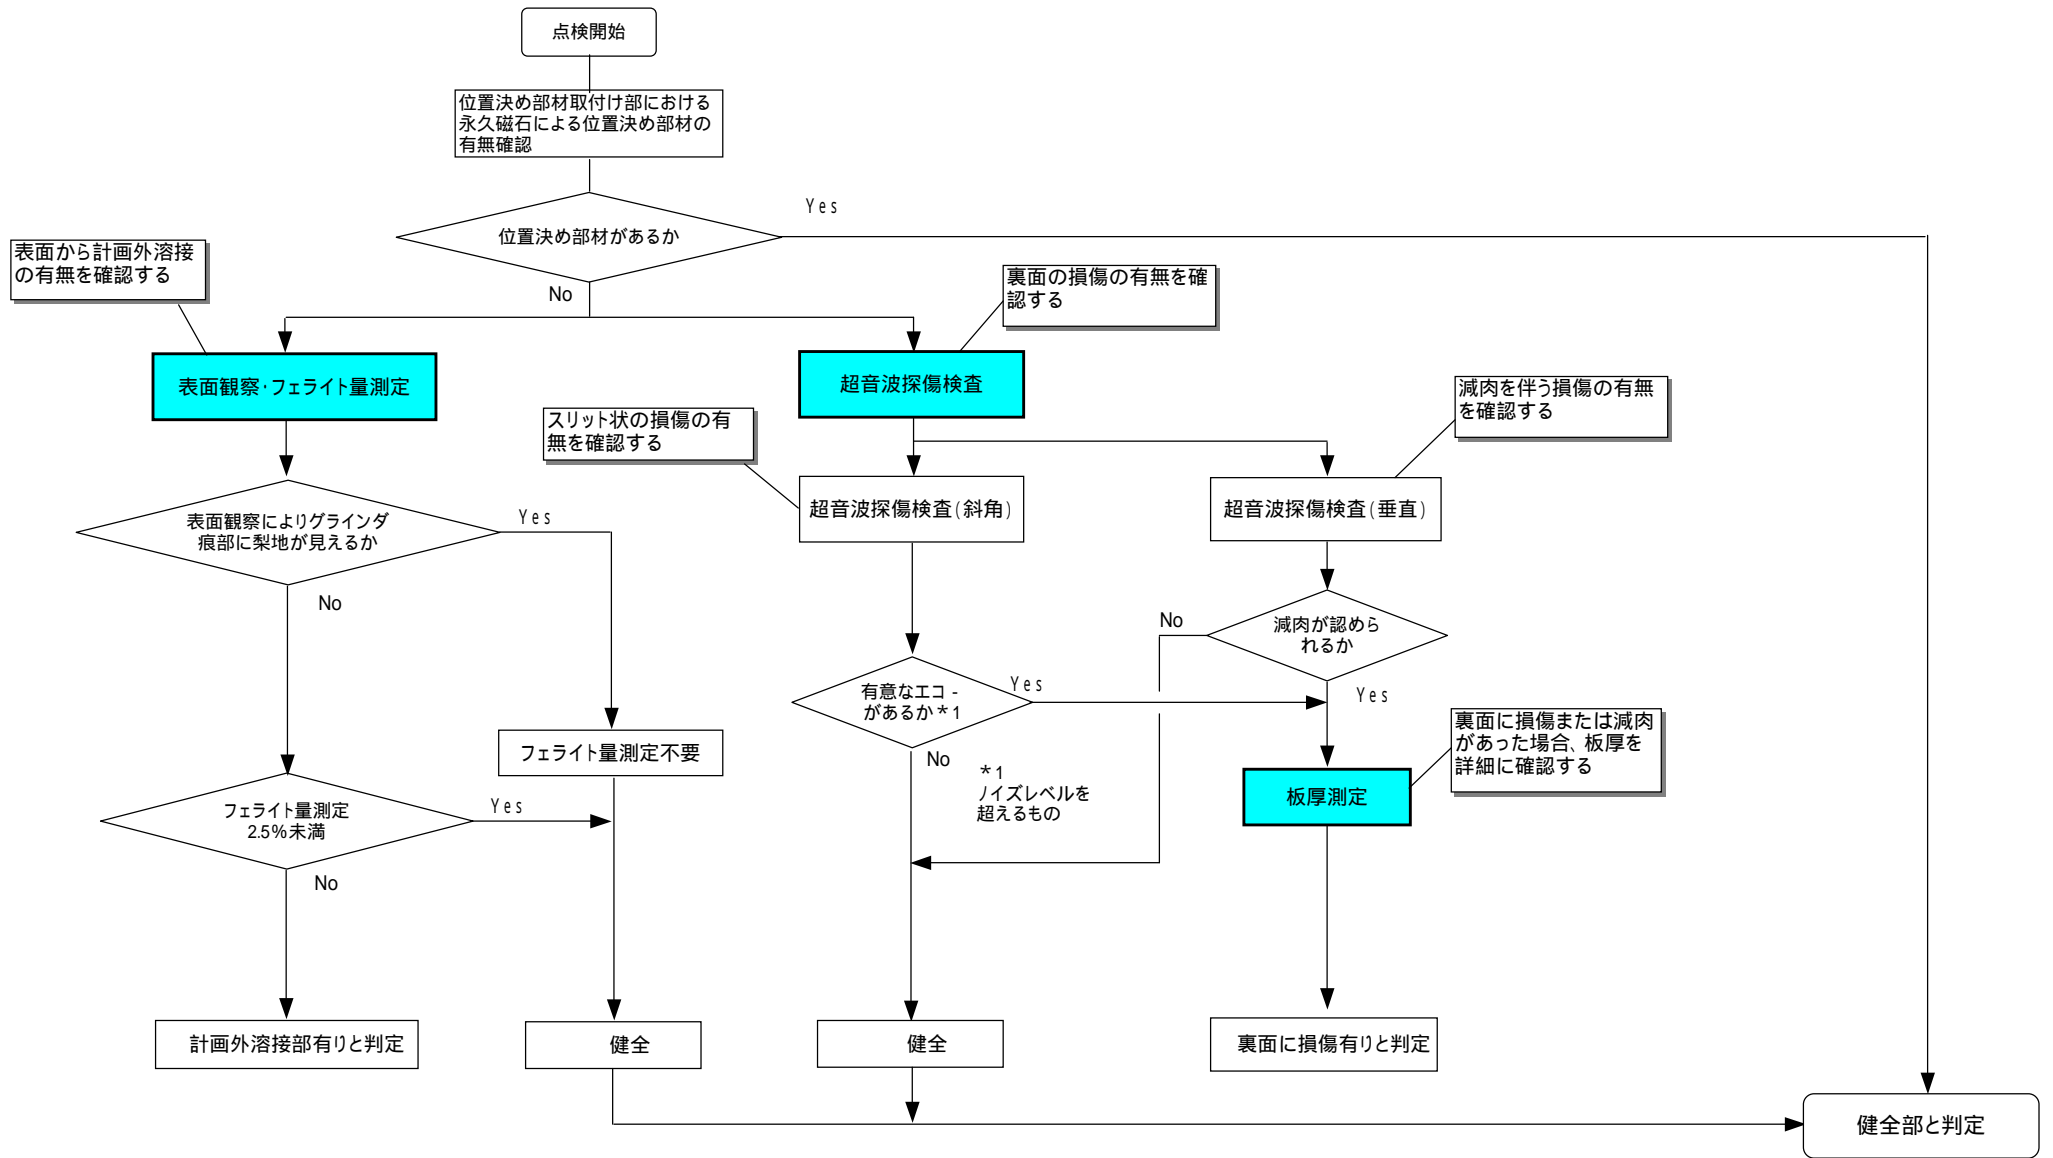 点検開始
位置決め部材取付け部における
永久磁石による位置決め部材の
有無確認
Yes
位置決め部材があるか
表面から計画外溶接
の有無を確認する
裏面の損傷の有無を確
認する
No
表面観察・フェライト量測定
超音波探傷検査
減肉を伴う損傷の有無
を確認する
スリット状の損傷の有
無を確認する
超音波探傷検査(斜角)
超音波探傷検査(垂直)
表面観察によりグラインダ
痕部に梨地が見えるか
Yes
No
No
減肉が認めら
れるか
有意なエコ-
があるか*1
Yes
Yes
裏面に損傷または減肉
があった場合、板厚を
詳細に確認する
フェライト量測定不要
No
*1
ノイズレベルを
超えるもの
板厚測定
フェライト量測定
2.5%未満
Yes
No
計画外溶接部有りと判定
健全
健全
裏面に損傷有りと判定
健全部と判定